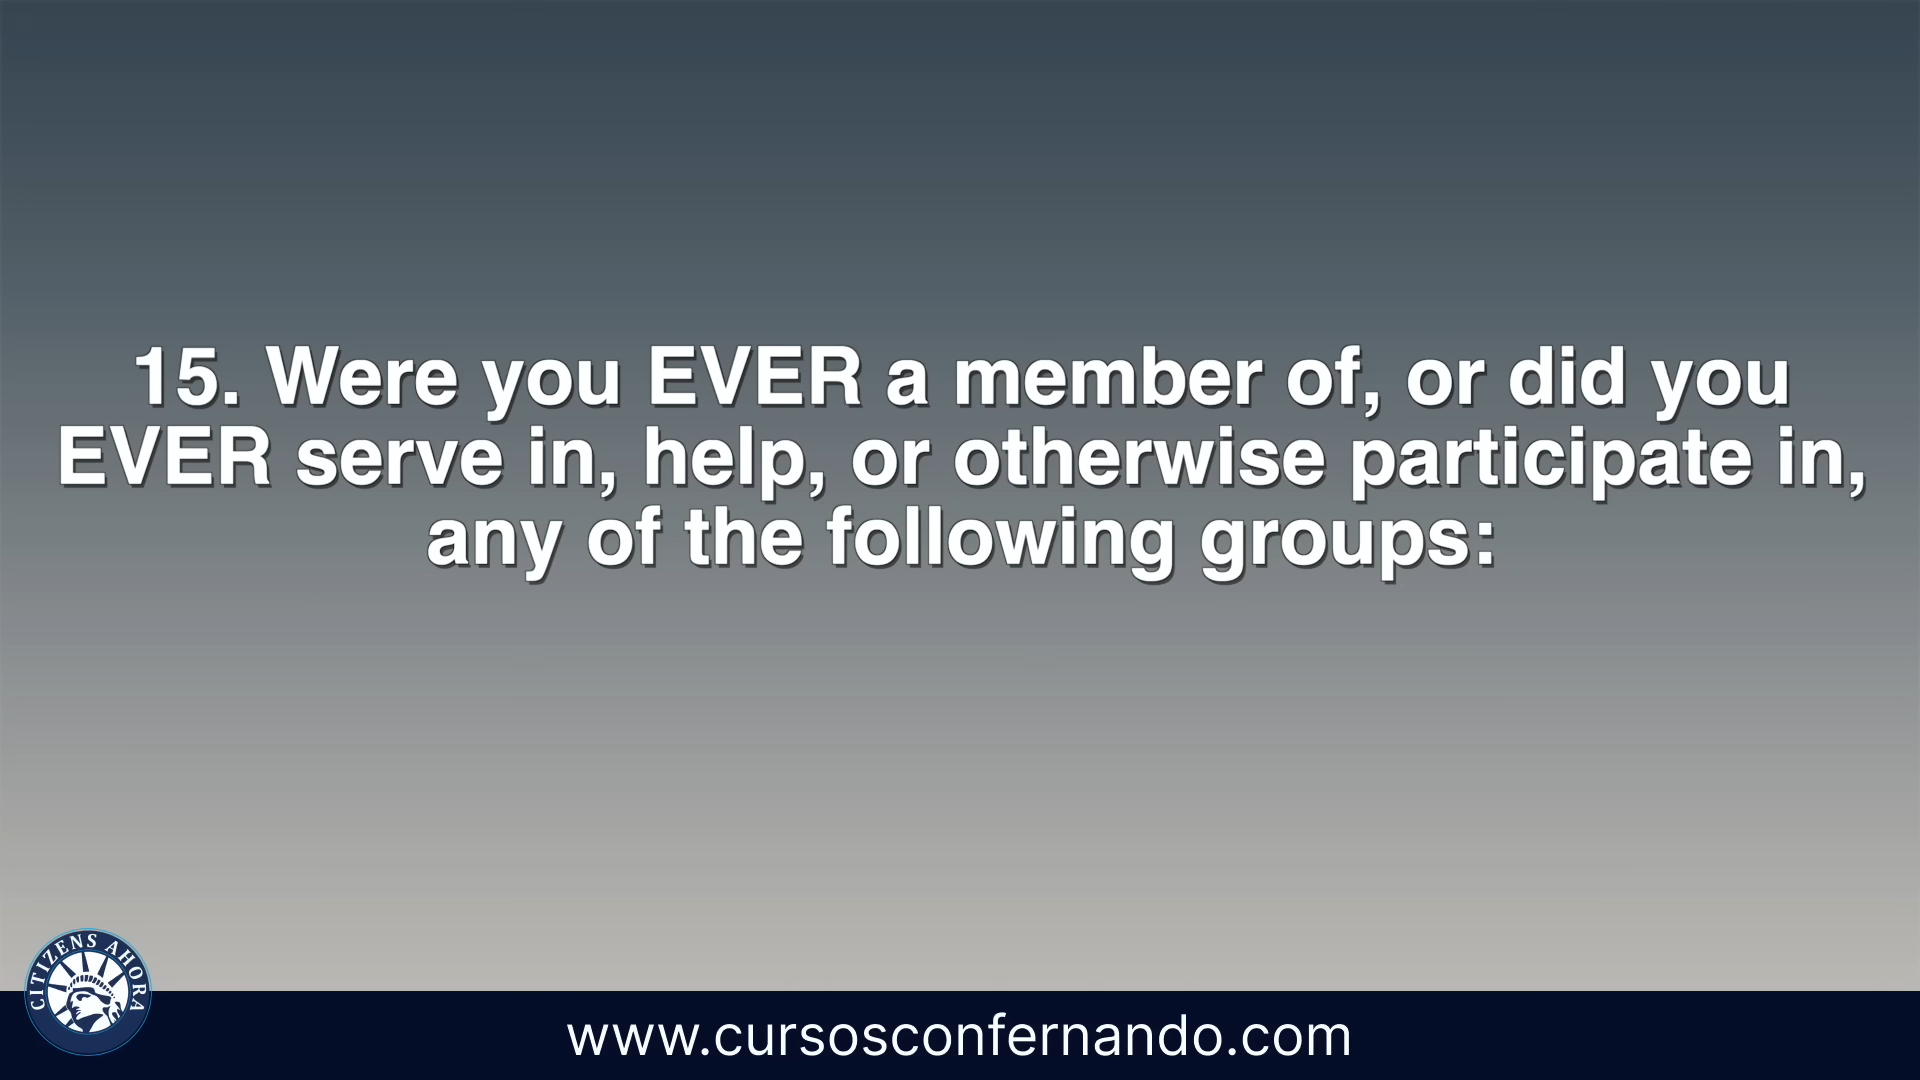 15. Were you EVER a member of, or did you
EVER serve in, help, or otherwise participate in,
any of the following groups:
CITIZENS AHORA
www.cursosconfernando.com